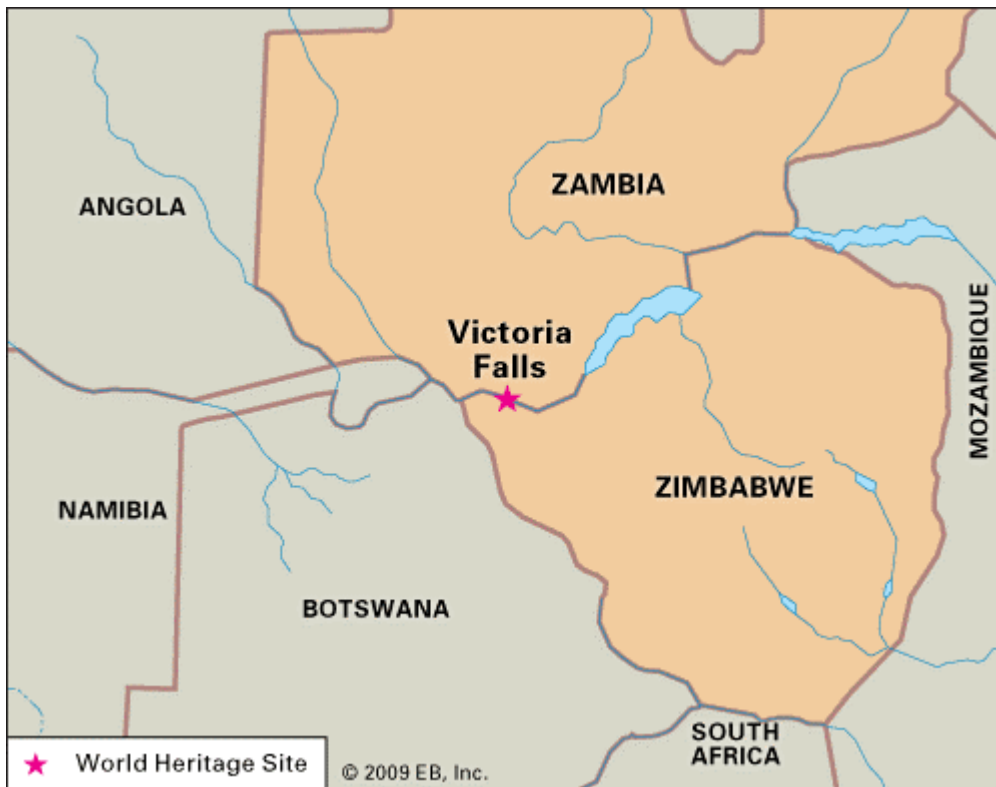 ZAMBIA
ANGOLA
Victoria
Falls
MOZAMBIQUE
ZIMBABWE
NAMIBIA
BOTSWANA
SOUTH
AFRICA
World Heritage Site
© 2009 EB, Inc.